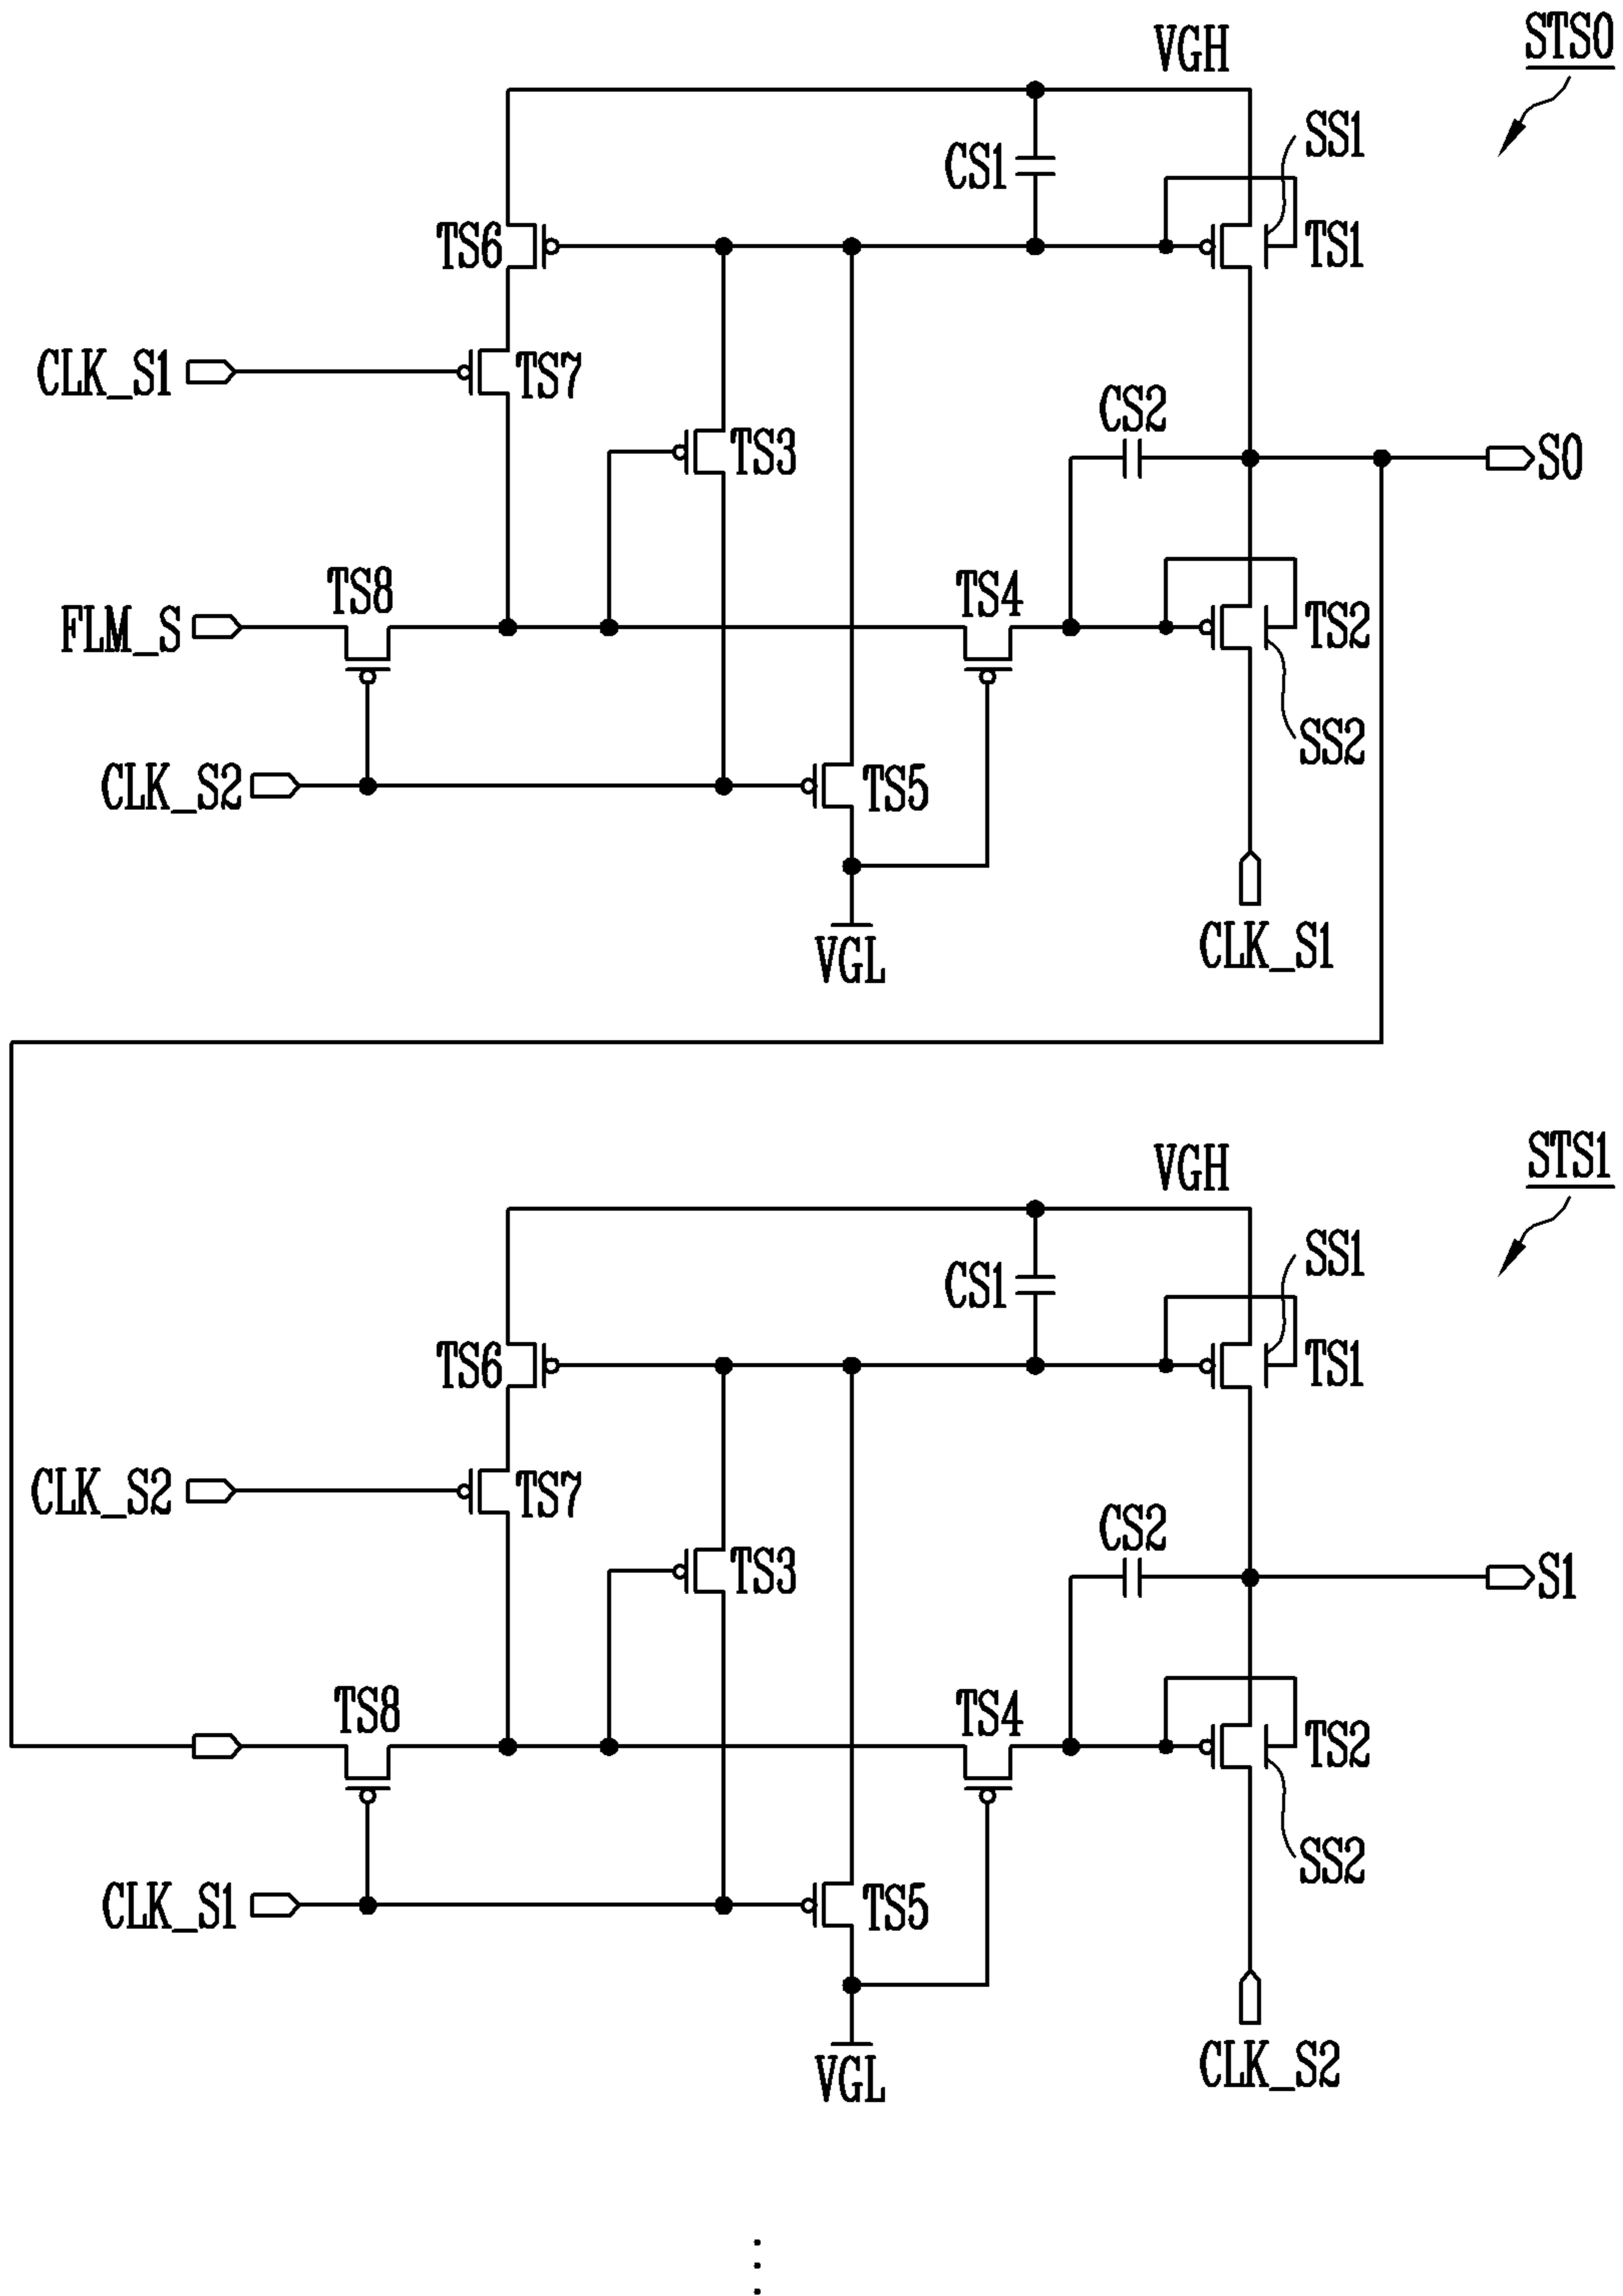 VGH
STS0
SS1
CS1
TS6
TS1
CLK_S1
TS7
CS2
TS3
S0
TS8
TS4
FLM_S
TS2
SS2
CLK_S2
TS5
CLK_S1
VGL
VGH
STS1
SS1
CS1
TS6
TS1
CLK_S2
TS7
CS2
TS3
S1
TS8
TS4
TS2
SS2
CLK_S1
TS5
CLK_S2
VGL